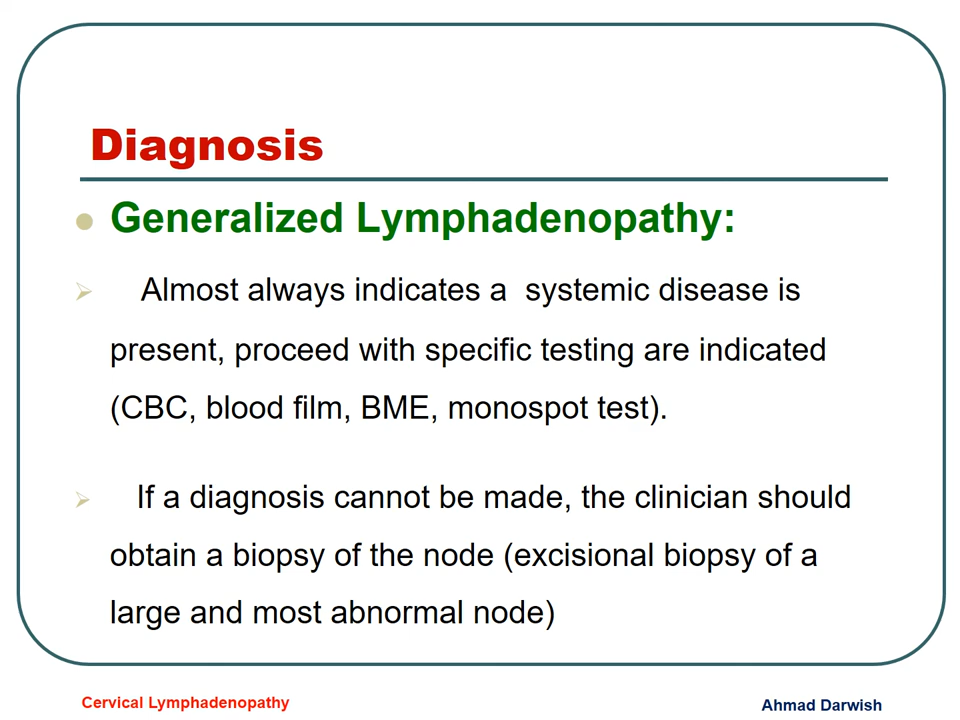 Diagnosis
Generalized Lymphadenopathy:
Almost always indicates a systemic disease is
present, proceed with specific testing are indicated
(CBC, blood film, BME, monospot test).
If a diagnosis cannot be made, the clinician should
obtain a biopsy of the node (excisional biopsy of a
large and most abnormal node)
Cervical Lymphadenopathy
Ahmad Darwish